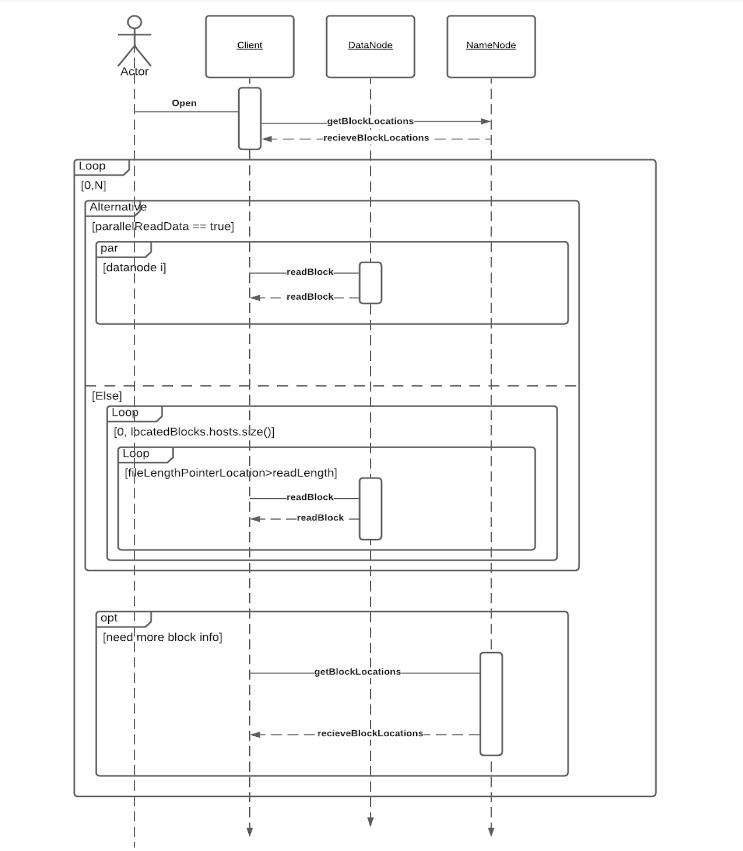 Actor
Client
DataNode
NameNode
Open
getBlockLocations
recieveBlockLocations
Loop
[0,N]
Alternative
[parallelReadData == true]
par
[datanode i]
readBlock
readBlock
[Else]
Loop
[0, locatedBlocks.hosts.size()]
Loop
[fileLengthPointerLocation>readLength]
readBlock
readBlock
opt
[need more block info]
getBlockLocations
recieveBlockLocations